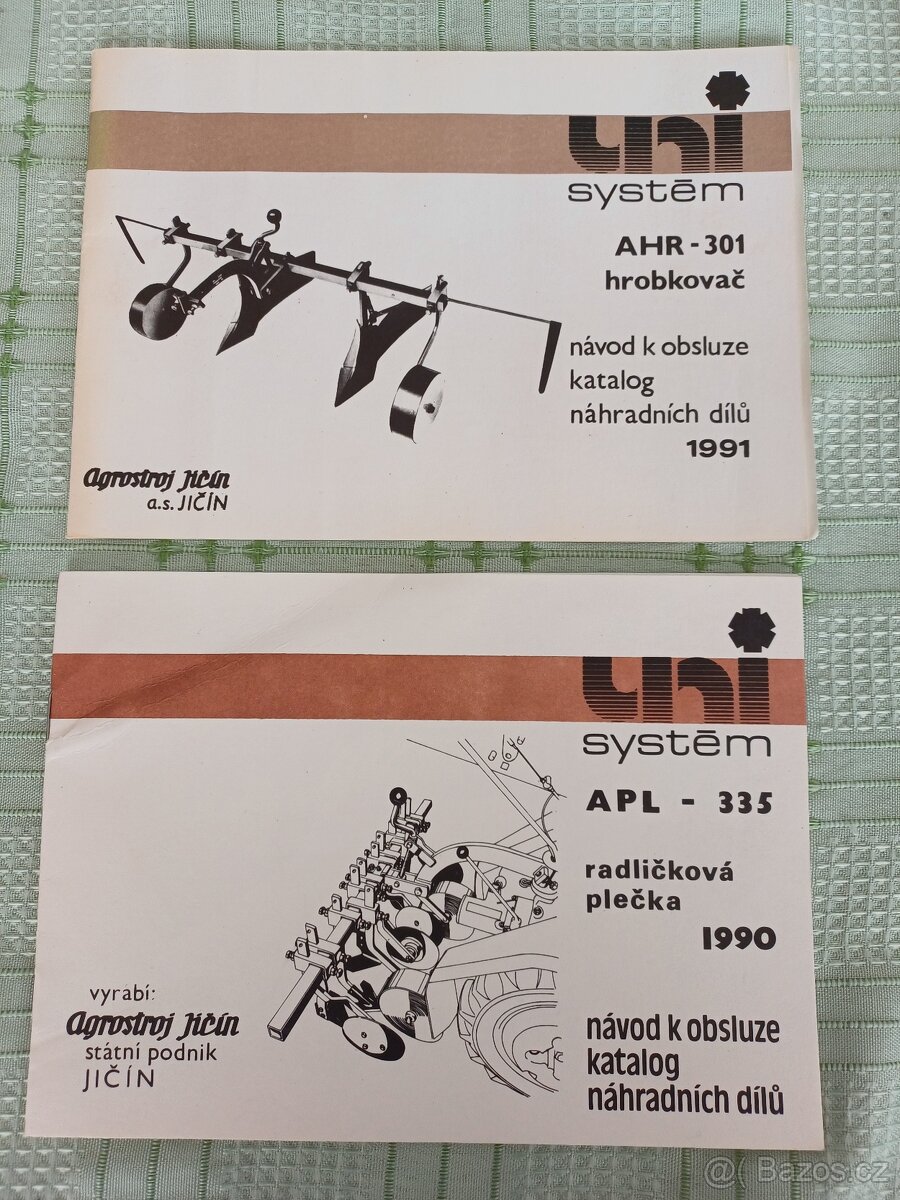 uni
systēm
AHR - 301
hrobkovač
návod k obsluze
katalog
náhradních dílů
1991
agrostroj Jičín
a.s. JIČÍN
uni
systēm
APL - 335
radličková
plečka
1990
vyrabí:
agrostroj Jičín
státní podnik
JIČÍN
návod k obsluze
katalog
náhradních dílů
@ Bazos.cz